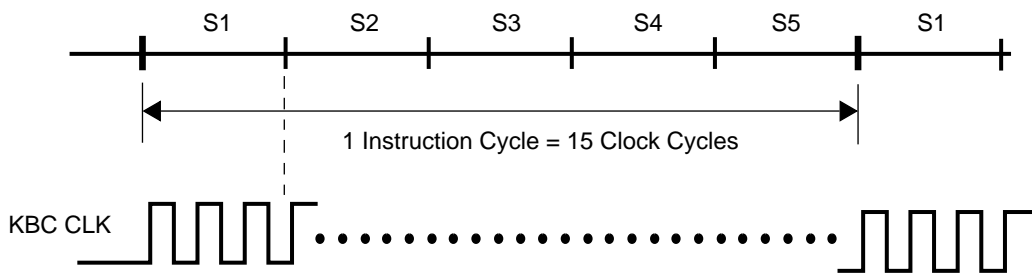 S1 S2 S3 S4 S5 S1
1 Instruction Cycle = 15 Clock Cycles
KBC CLK